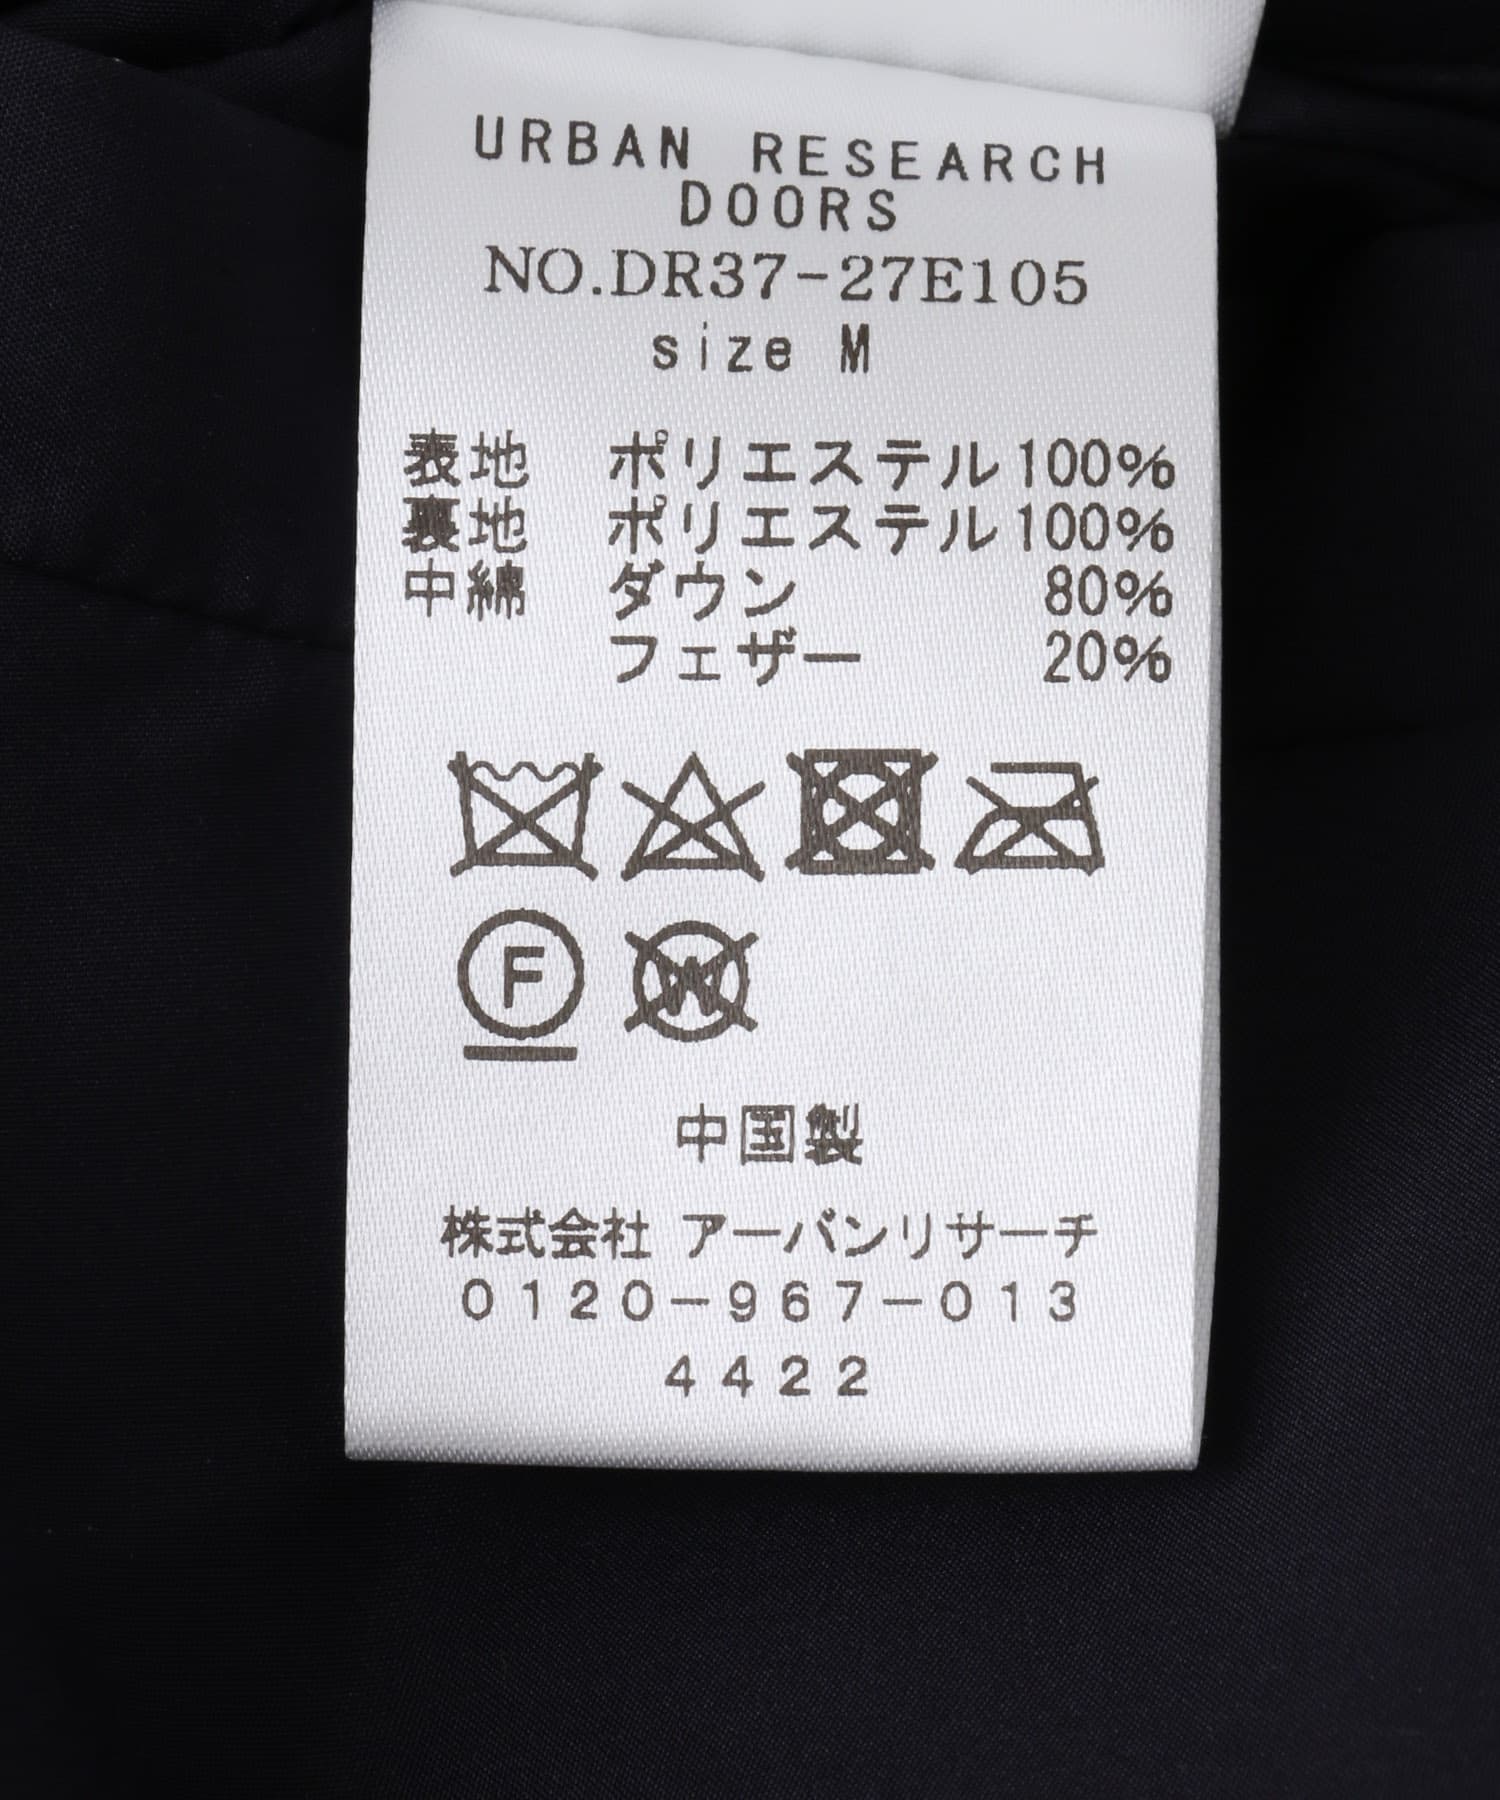 URBAN RESEARCH
DOORS
NO.DR37-27E105
size M
表地 ポリエステル100%
裏地 ポリエステル100%
中綿 ダウン 80%
フェザー 20%
F W
中国製
株式会社 アーバンリサーチ
0120-967-013
4422